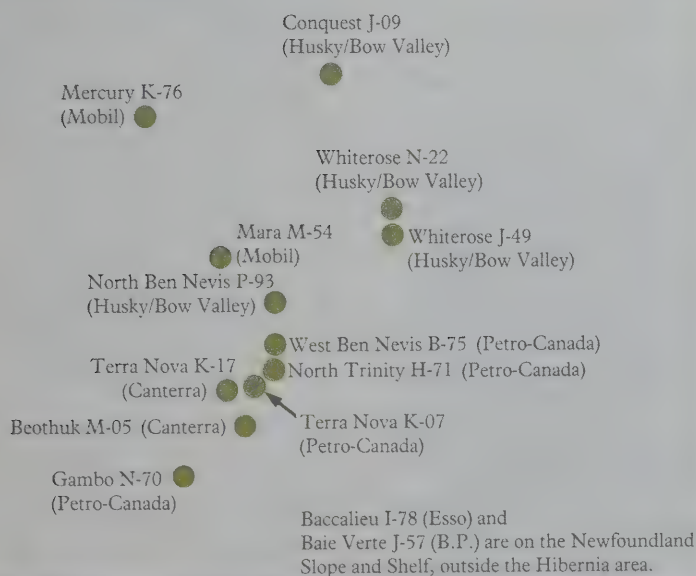 Conquest J-09
(Husky/Bow Valley)
Mercury K-76
(Mobil)
Whiterose N-22
(Husky/Bow Valley)
Mara M-54
(Mobil)
Whiterose J-49
(Husky/Bow Valley)
North Ben Nevis P-93
(Husky/Bow Valley)
West Ben Nevis B-75 (Petro-Canada)
Terra Nova K-17
(Canterra)
North Trinity H-71 (Petro-Canada)
Beothuk M-05 (Canterra)
Terra Nova K-07
(Petro-Canada)
Gambo N-70
(Petro-Canada)
Baccalieu I-78 (Esso) and
Baie Verte J-57 (B.P.) are on the Newfoundland
Slope and Shelf, outside the Hibernia area.